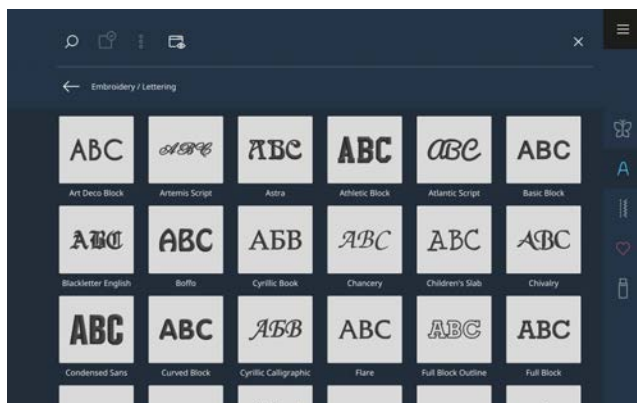 Embroidery / Lettering
ABC ABC ABC ABC ABC ABC
Art Deco Block Artemis Script Astra Athletic Block Atlantic Script Basic Block
ABC ABC АБВ ABC ABC ABC
Blackletter English Boffo Cyrillic Book Chancery Children's Slab Chivalry
ABC ABC АБВ ABC ABC ABC
Condensed Sans Curved Block Cyrillic Calligraphic Flare Full Block Outline Full Block
A